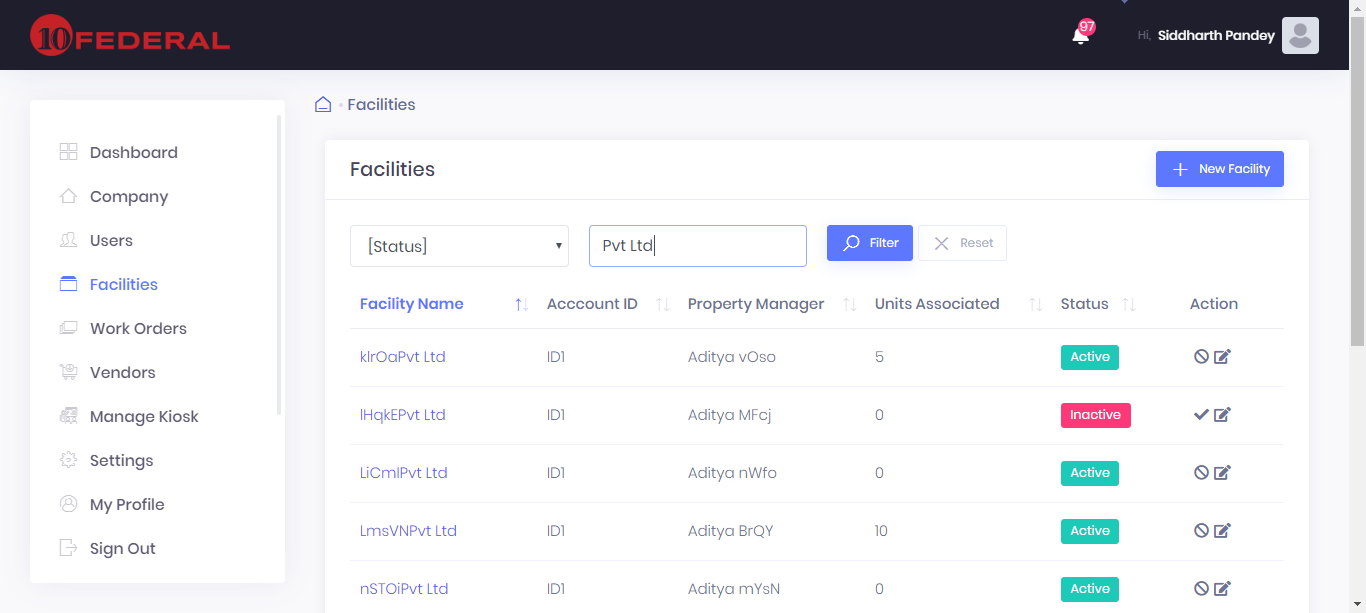 10 FEDERAL
97
Hi, Siddharth Pandey
Dashboard
Company
Users
Facilities
Work Orders
Vendors
Manage Kiosk
Settings
My Profile
Sign Out
Facilities
Facilities
New Facility
[Status]
Pvt Ltd
Filter
Reset
Facility Name Acccount ID Property Manager Units Associated Status Action
klrOaPvt Ltd ID1 Aditya vOso 5 Active
lHqkEPvt Ltd ID1 Aditya MFcj 0 Inactive
LiCmIPvt Ltd ID1 Aditya nWfo 0 Active
LmsVNPvt Ltd ID1 Aditya BrQY 10 Active
nSTOiPvt Ltd ID1 Aditya mYsN 0 Active